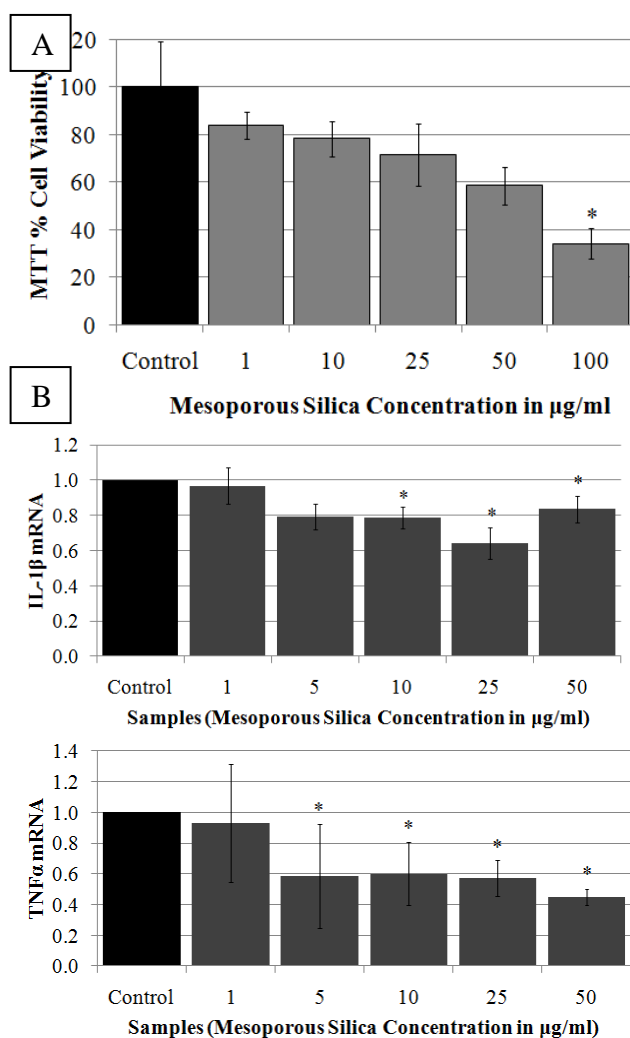 A
20
100
80
60
40
20
0
MTT % Cell Viability
*
Control 1 10 25 50 100
Mesoporous Silica Concentration in µg/ml
B
1.2
1.0
0.8
0.6
0.4
0.2
0.0
IL-1β mRNA
* * *
Control 1 5 10 25 50
Samples (Mesoporous Silica Concentration in µg/ml)
1.4
1.2
1.0
0.8
0.6
0.4
0.2
0.0
TNFα mRNA
* * * *
Control 1 5 10 25 50
Samples (Mesoporous Silica Concentration in µg/ml)